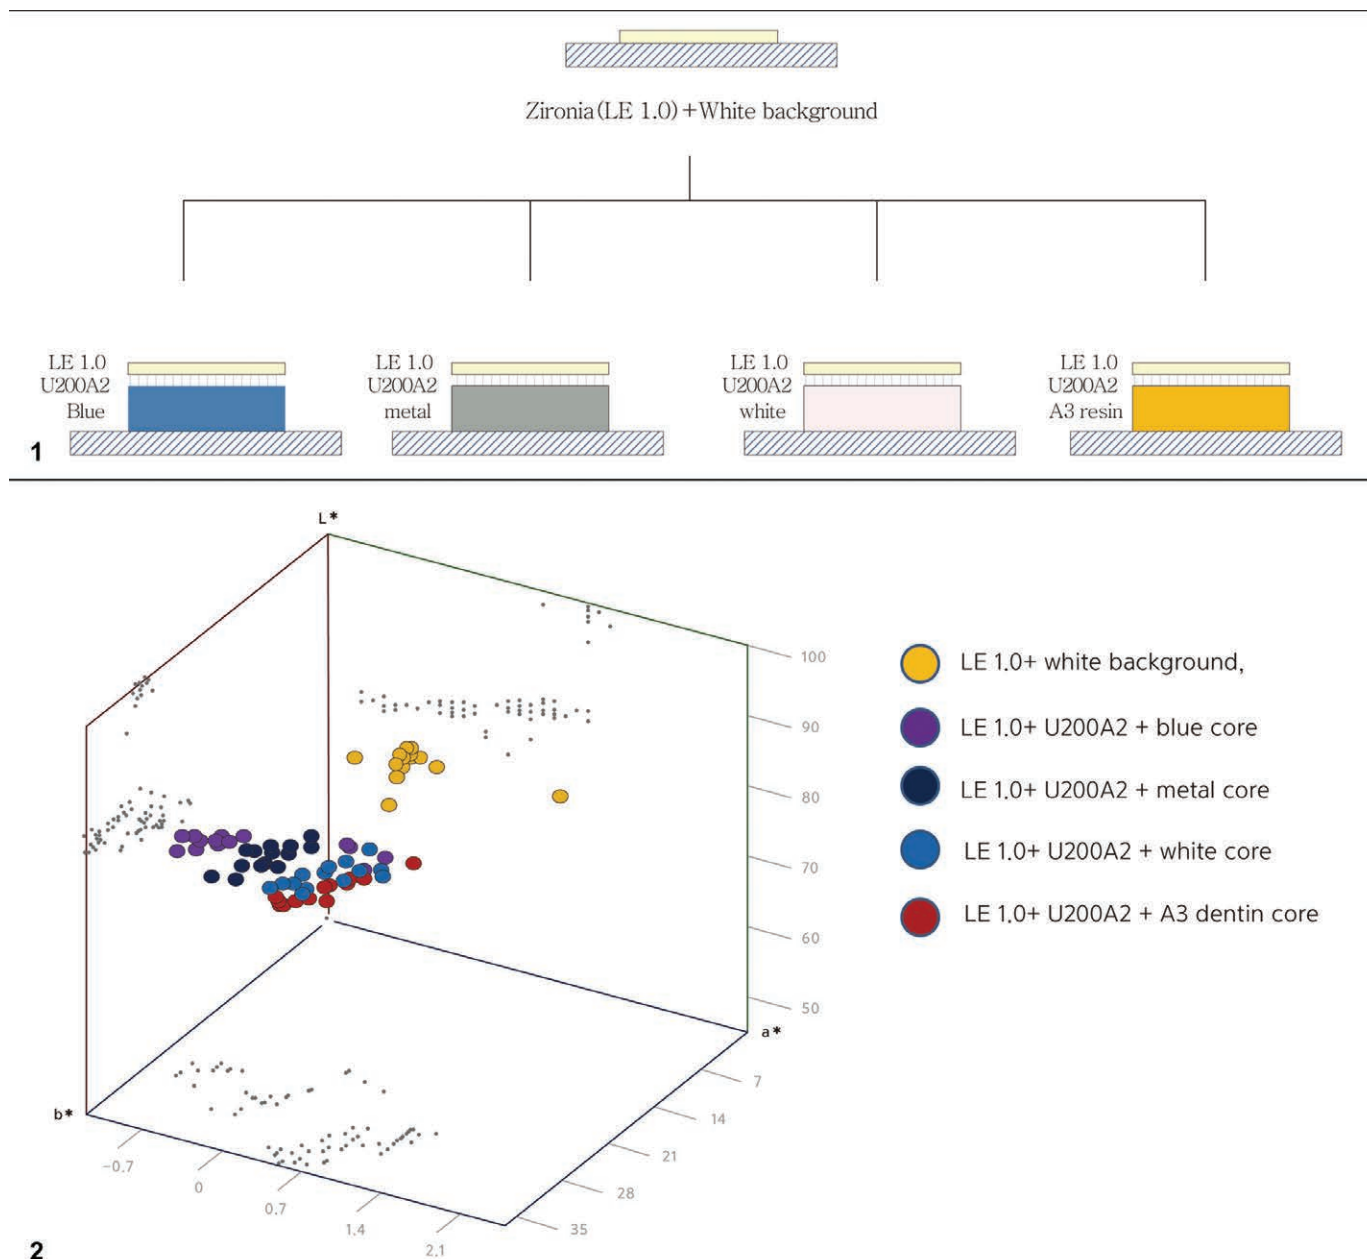 Zironia(LE 1.0)+White background
LE 1.0
U200A2
Blue
LE 1.0
U200A2
metal
LE 1.0
U200A2
white
LE 1.0
U200A2
A3 resin
1
L*
100
90
80
70
60
50
a*
7
14
21
28
35
b*
-0.7
0
0.7
1.4
2.1
LE 1.0+ white background,
LE 1.0+ U200A2 + blue core
LE 1.0+ U200A2 + metal core
LE 1.0+ U200A2 + white core
LE 1.0+ U200A2 + A3 dentin core
2